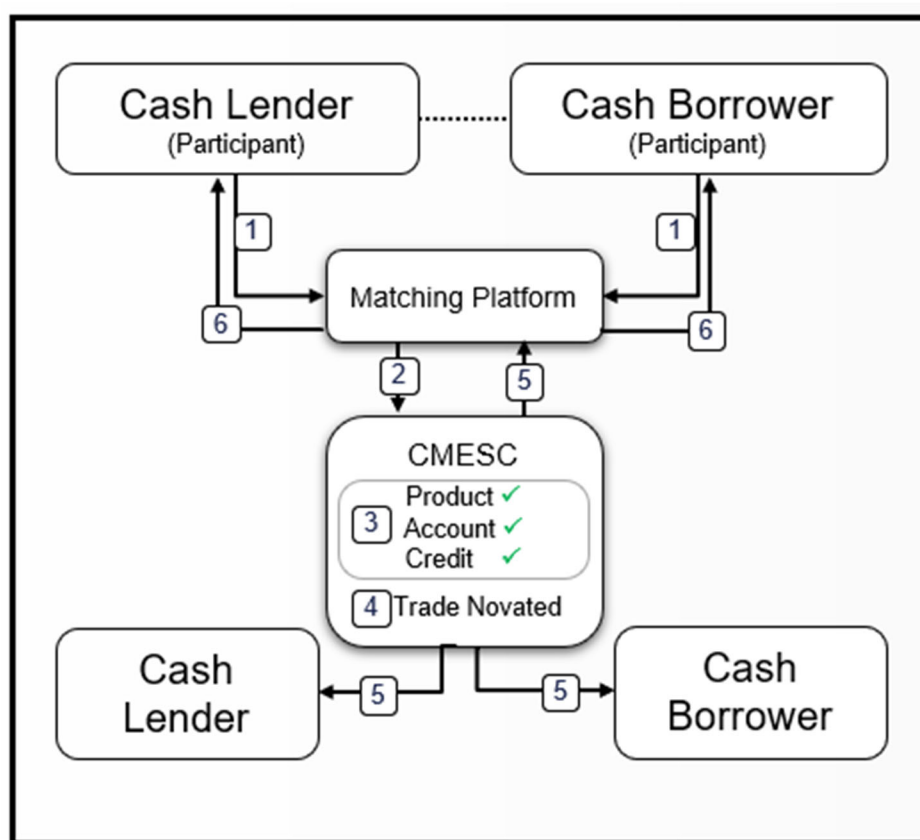 Cash Lender
(Participant)
Cash Borrower
(Participant)
1
1
Matching Platform
6
6
2
5
CMESC
3
Product ✓
Account ✓
Credit ✓
4 Trade Novated
Cash
Lender
5
5
Cash
Borrower